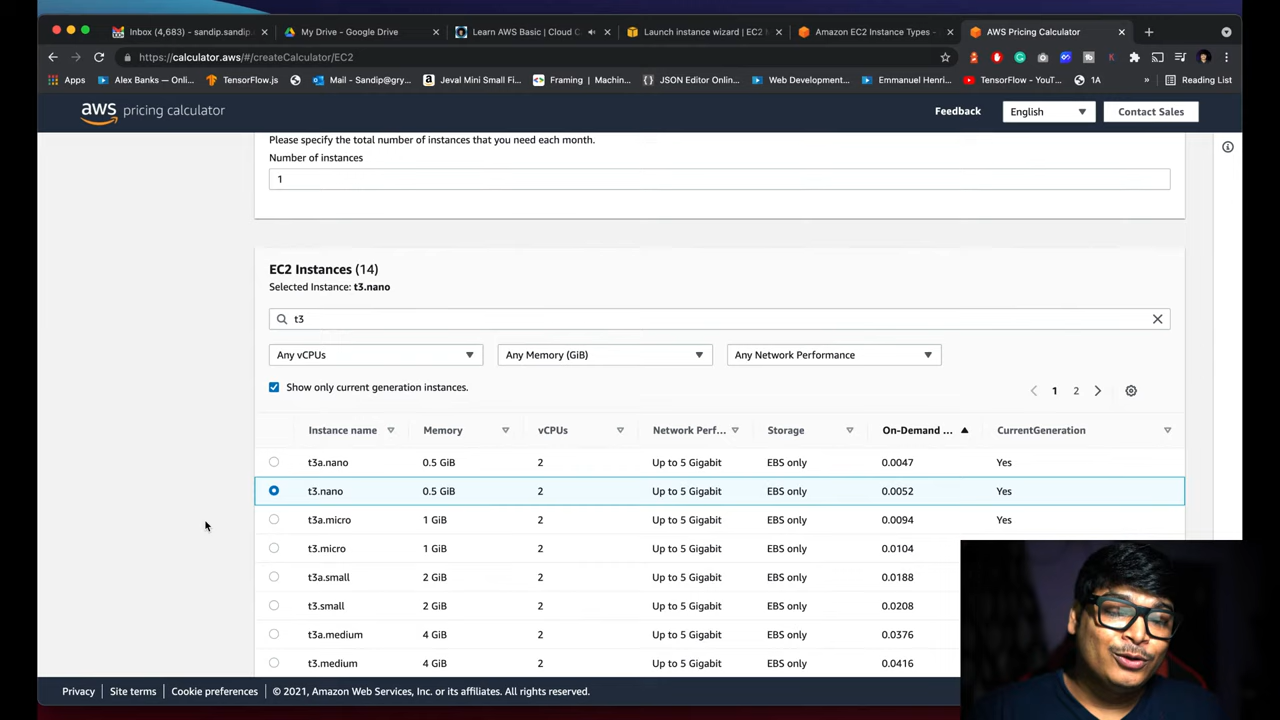 Inbox (4,683) - sandip.sandip.
My Drive - Google Drive
Learn AWS Basic | Cloud C
Launch instance wizard | EC2 M
Amazon EC2 Instance Types -
AWS Pricing Calculator
https://calculator.aws/#/createCalculator/EC2
Apps
Alex Banks — Onli...
TensorFlow.js
Mail - Sandip@gry...
Jeval Mini Small Fi...
Framing | Machin...
JSON Editor Onlin...
Web Development...
Emmanuel Henri...
TensorFlow - YouT...
1A
»
Reading List
aws pricing calculator
Feedback
English
Contact Sales
Please specify the total number of instances that you need each month.
Number of instances
1
EC2 Instances (14)
Selected Instance: t3.nano
t3
Any vCPUs
Any Memory (GiB)
Any Network Performance
Show only current generation instances.
1 2
Instance name Memory vCPUs Network Perf... Storage On-Demand ... CurrentGeneration
t3a.nano 0.5 GiB 2 Up to 5 Gigabit EBS only 0.0047 Yes
t3.nano 0.5 GiB 2 Up to 5 Gigabit EBS only 0.0052 Yes
t3a.micro 1 GiB 2 Up to 5 Gigabit EBS only 0.0094 Yes
t3.micro 1 GiB 2 Up to 5 Gigabit EBS only 0.0104
t3a.small 2 GiB 2 Up to 5 Gigabit EBS only 0.0188
t3.small 2 GiB 2 Up to 5 Gigabit EBS only 0.0208
t3a.medium 4 GiB 2 Up to 5 Gigabit EBS only 0.0376
t3.medium 4 GiB 2 Up to 5 Gigabit EBS only 0.0416
Privacy Site terms Cookie preferences © 2021, Amazon Web Services, Inc. or its affiliates. All rights reserved.